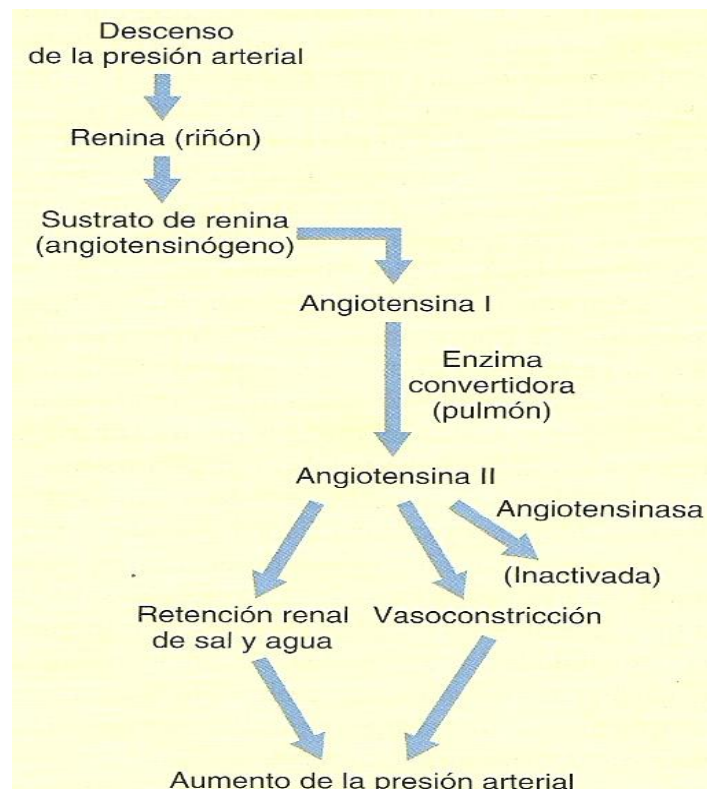 Descenso
de la presión arterial
Renina (riñón)
Sustrato de renina
(angiotensinógeno)
Angiotensina I
Enzima
convertidora
(pulmón)
Angiotensina II
Angiotensinasa
(Inactivada)
Retención renal
de sal y agua
Vasoconstricción
Aumento de la presión arterial